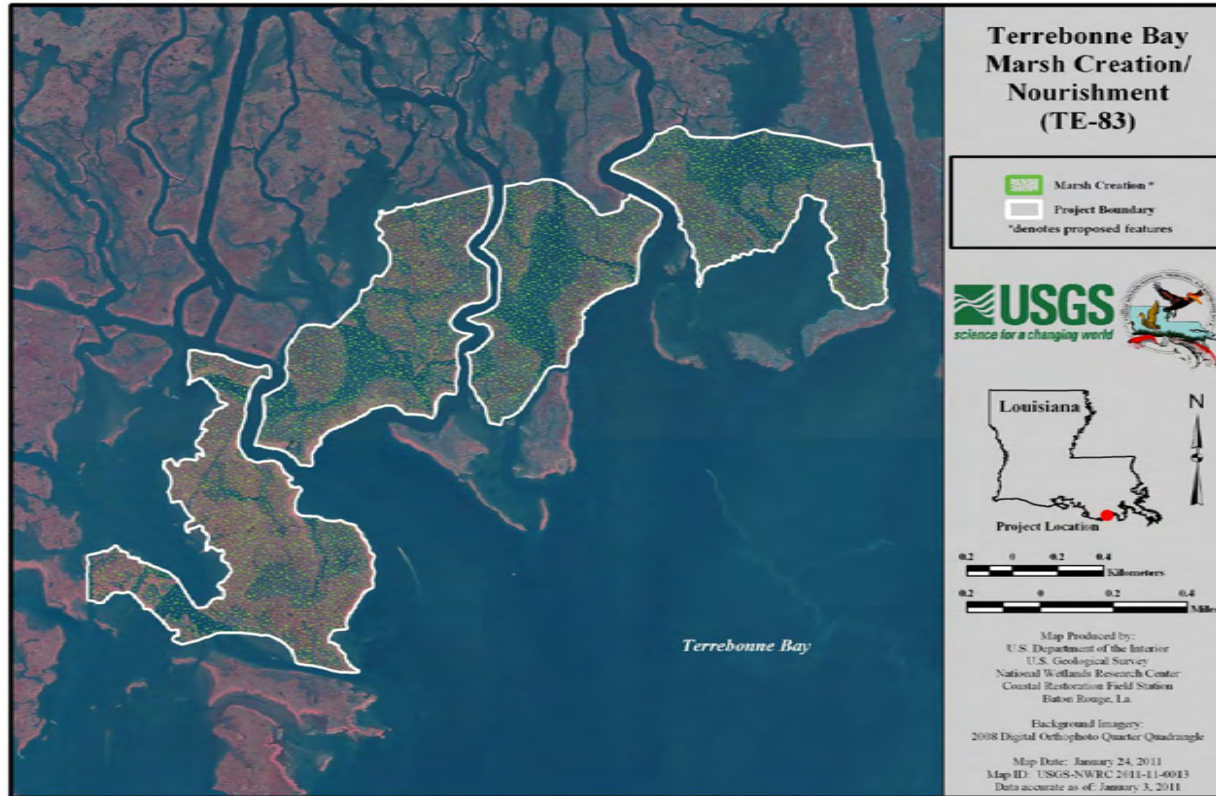 Terrebonne Bay
Marsh Creation/
Nourishment
(TE-83)
Marsh Creation *
Project Boundary
*denotes proposed features
USGS
science for a changing world
Louisiana
N
Project Location
0.2 0 0.2 0.4
Kilometers
0.2 0 0.2 0.4
Miles
Terrebonne Bay
Map Produced by:
U.S. Department of the Interior
U.S. Geological Survey
National Wetlands Research Center
Coastal Restoration Field Station
Baton Rouge, La.
Background Imagery:
2008 Digital Orthophoto Quarter Quadrangle
Map Date: January 24, 2011
Map ID: USGS-NWRC 2011-11-0013
Data accurate as of: January 3, 2011